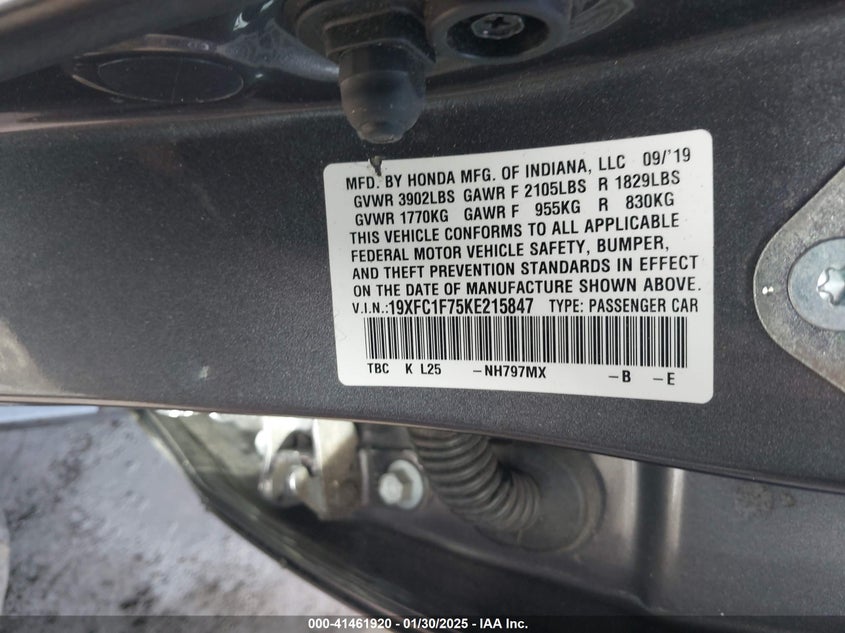 MFD. BY HONDA MFG. OF INDIANA, LLC 09/'19
GVWR 3902LBS GAWR F 2105LBS R 1829LBS
GVWR 1770KG GAWR F 955KG R 830KG
THIS VEHICLE CONFORMS TO ALL APPLICABLE
FEDERAL MOTOR VEHICLE SAFETY, BUMPER,
AND THEFT PREVENTION STANDARDS IN EFFECT
ON THE DATE OF MANUFACTURE SHOWN ABOVE.
V.I.N.:19XFC1F75KE215847 TYPE: PASSENGER CAR
TBC K L25 -NH797MX -B -E
000-41461920 - 01/30/2025 - IAA Inc.